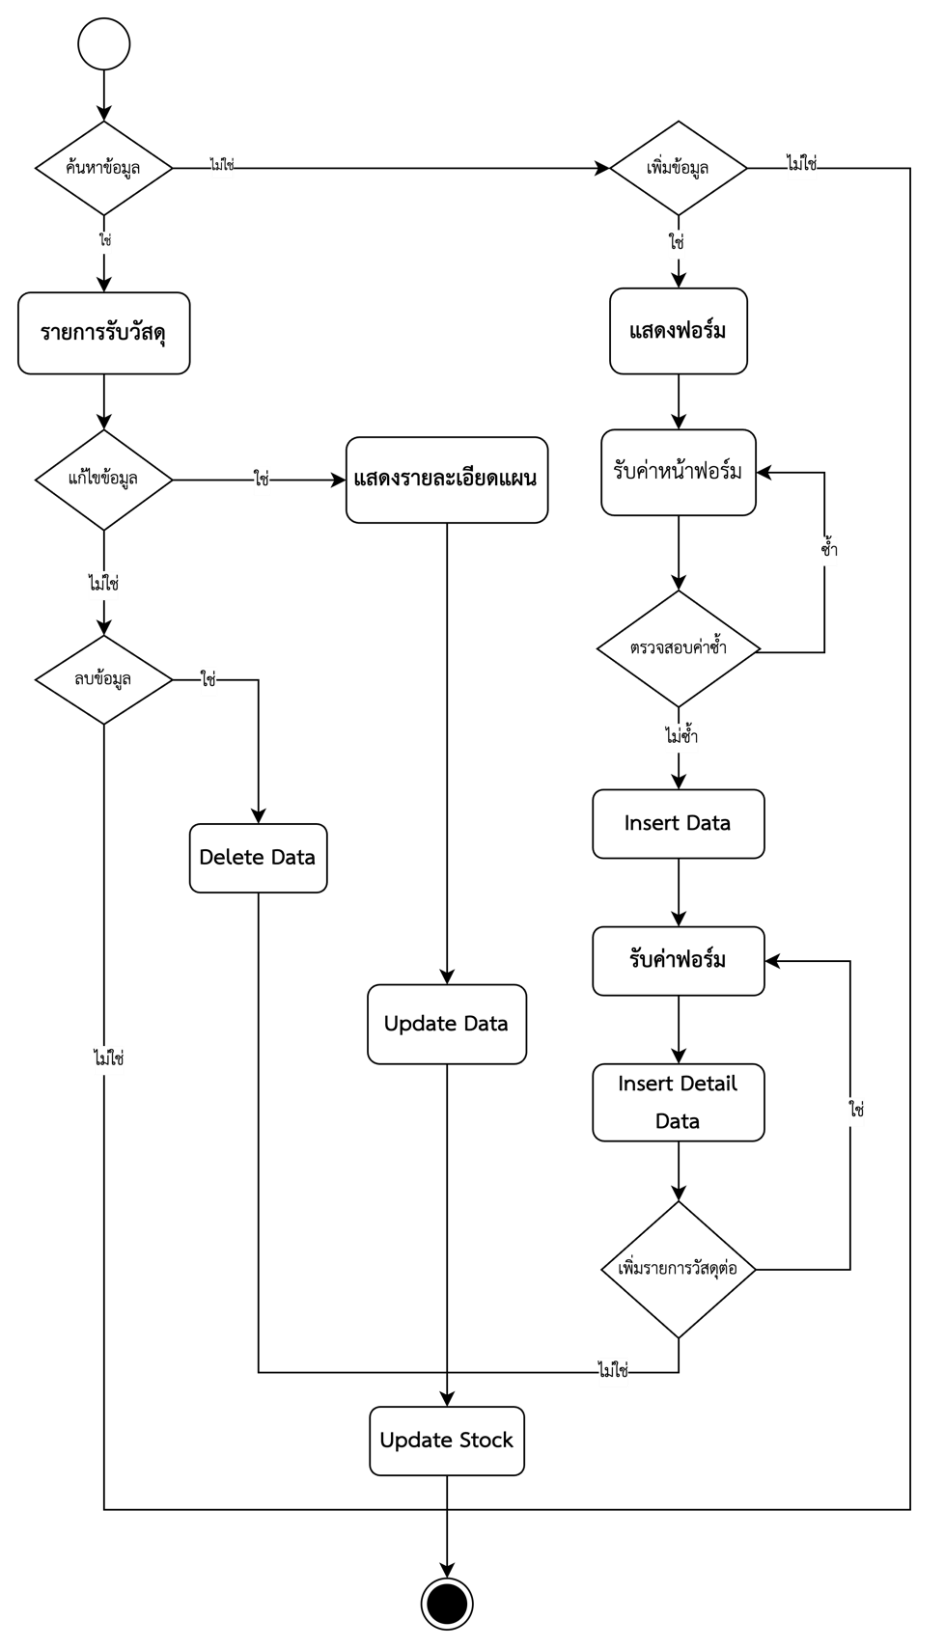 ค้นหาข้อมูล
ไม่ใช่
เพิ่มข้อมูล
ไม่ใช่
ใช่
ใช่
รายการรับวัสดุ
แสดงฟอร์ม
แก้ไขข้อมูล
ใช่
แสดงรายละเอียดแผน
รับค่าหน้าฟอร์ม
ซ้ำ
ไม่ใช่
ตรวจสอบค่าซ้ำ
ลบข้อมูล
ใช่
ไม่ซ้ำ
Insert Data
Delete Data
รับค่าฟอร์ม
Update Data
ไม่ใช่
Insert Detail
Data
ใช่
เพิ่มรายการวัสดุต่อ
ไม่ใช่
Update Stock